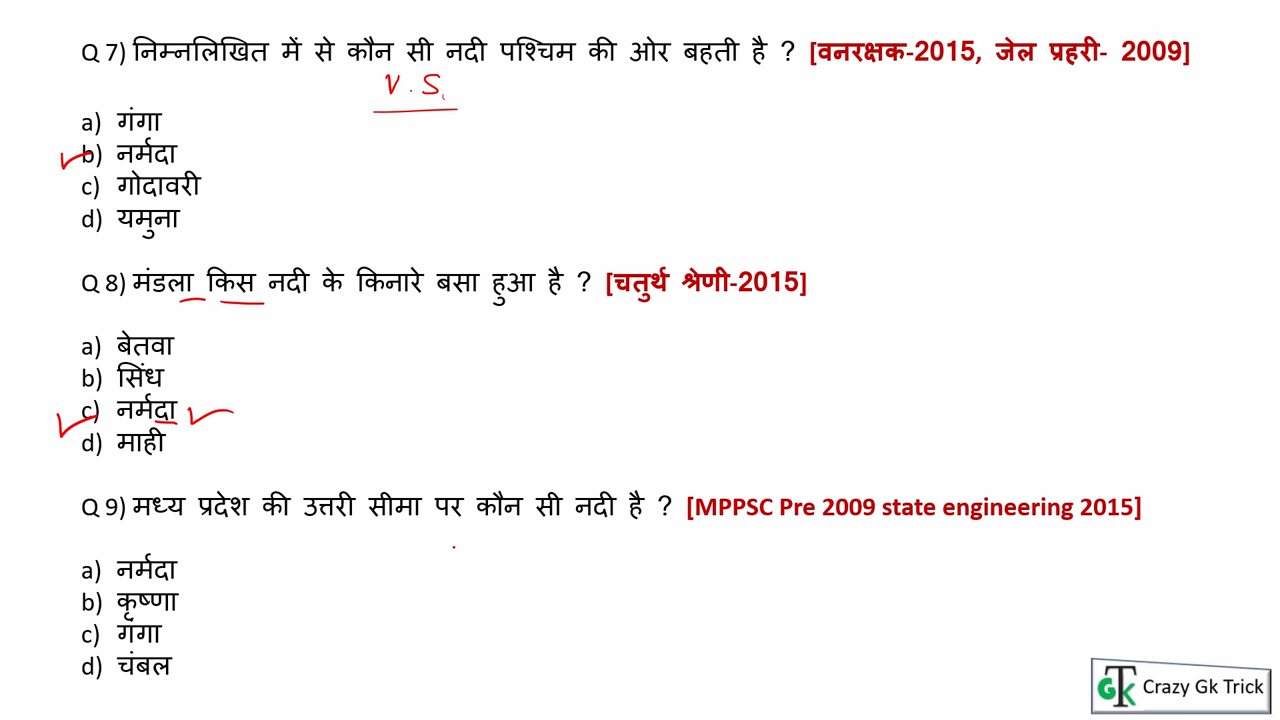 Q 7) निम्नलिखित में से कौन सी नदी पश्चिम की ओर बहती है ? [वनरक्षक-2015, जेल प्रहरी- 2009]
V. S.
a) गंगा
b) नर्मदा
c) गोदावरी
d) यमुना
Q 8) मंडला किस नदी के किनारे बसा हुआ है ? [चतुर्थ श्रेणी-2015]
a) बेतवा
b) सिंध
c) नर्मदा
d) माही
Q 9) मध्य प्रदेश की उत्तरी सीमा पर कौन सी नदी है ? [MPPSC Pre 2009 state engineering 2015]
a) नर्मदा
b) कृष्णा
c) गंगा
d) चंबल
GTK Crazy Gk Trick